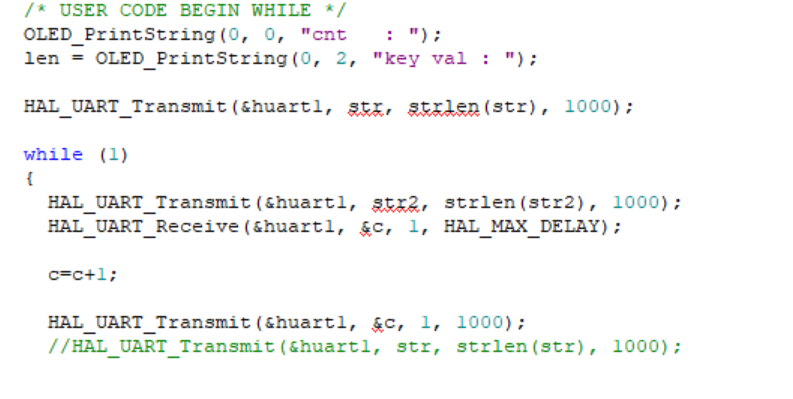 /* USER CODE BEGIN WHILE */
OLED_PrintString(0, 0, "cnt   : ");
len = OLED_PrintString(0, 2, "key val : ");
HAL_UART_Transmit(&huart1, str, strlen(str), 1000);
while (1)
{
HAL_UART_Transmit(&huart1, str2, strlen(str2), 1000);
HAL_UART_Receive(&huart1, &c, 1, HAL_MAX_DELAY);
c=c+1;
HAL_UART_Transmit(&huart1, &c, 1, 1000);
//HAL_UART_Transmit(&huart1, str, strlen(str), 1000);